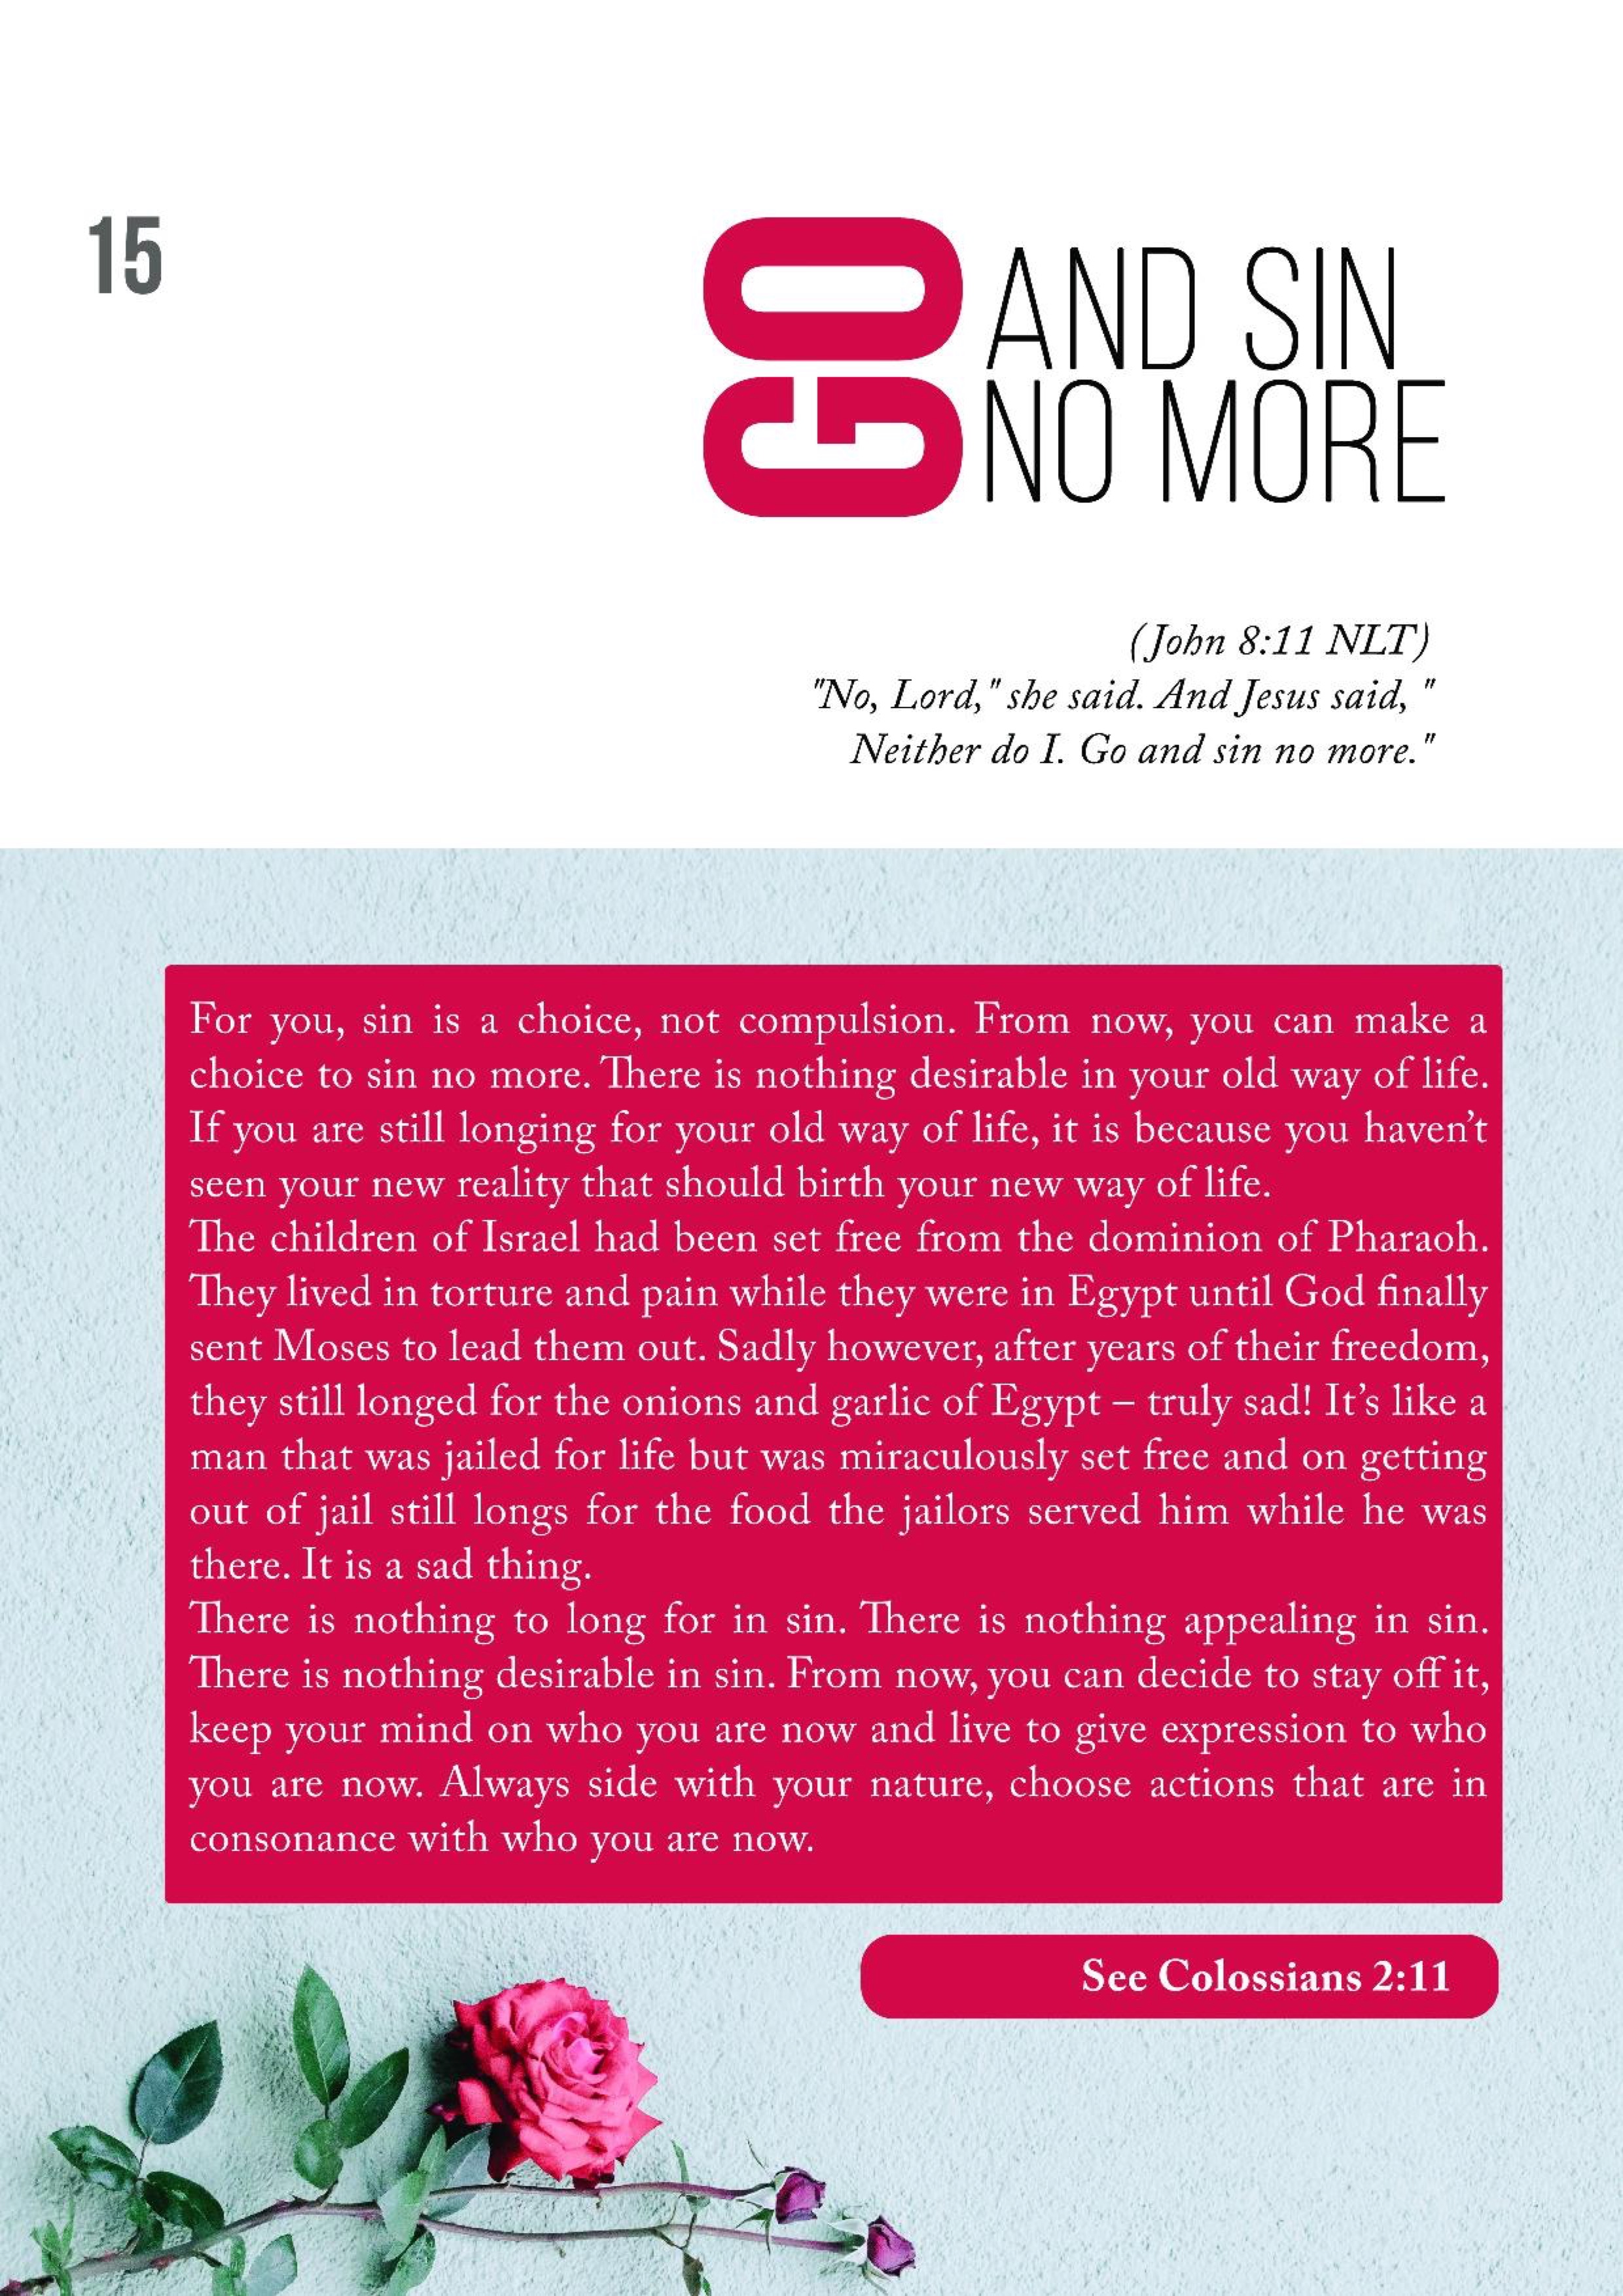 15
GO
AND SIN
NO MORE
(John 8:11 NLT)
"No, Lord," she said. And Jesus said, "
Neither do I. Go and sin no more."
For you, sin is a choice, not compulsion. From now, you can make a
choice to sin no more. There is nothing desirable in your old way of life.
If you are still longing for your old way of life, it is because you haven’t
seen your new reality that should birth your new way of life.
The children of Israel had been set free from the dominion of Pharaoh.
They lived in torture and pain while they were in Egypt until God finally
sent Moses to lead them out. Sadly however, after years of their freedom,
they still longed for the onions and garlic of Egypt – truly sad! It’s like a
man that was jailed for life but was miraculously set free and on getting
out of jail still longs for the food the jailors served him while he was
there. It is a sad thing.
There is nothing to long for in sin. There is nothing appealing in sin.
There is nothing desirable in sin. From now, you can decide to stay off it,
keep your mind on who you are now and live to give expression to who
you are now. Always side with your nature, choose actions that are in
consonance with who you are now.
See Colossians 2:11